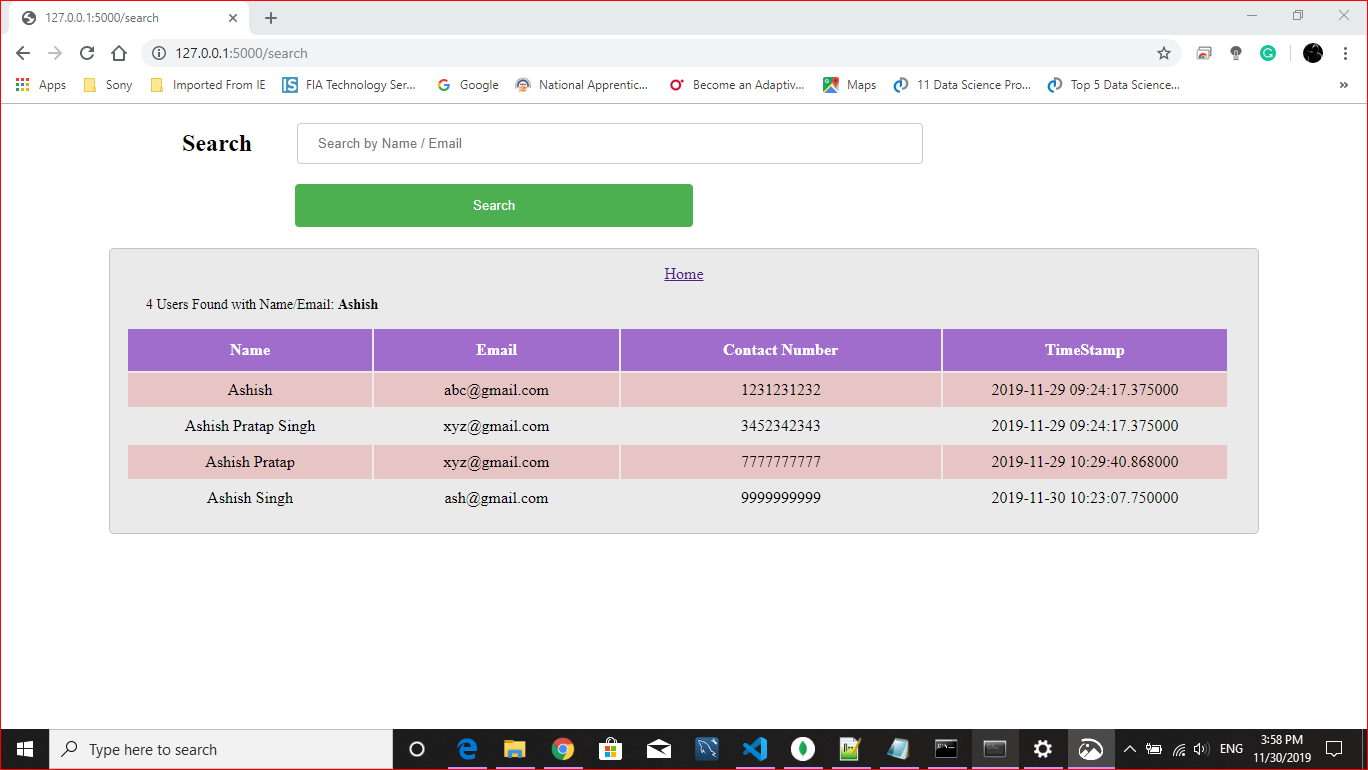 127.0.0.1:5000/search
127.0.0.1:5000/search
Apps Sony Imported From IE FIA Technology Ser... Google National Apprentic... Become an Adaptiv... Maps 11 Data Science Pro... Top 5 Data Science... »
Search Search by Name / Email
Search
Home
4 Users Found with Name/Email: Ashish
Name Email Contact Number TimeStamp
Ashish abc@gmail.com 1231231232 2019-11-29 09:24:17.375000
Ashish Pratap Singh xyz@gmail.com 3452342343 2019-11-29 09:24:17.375000
Ashish Pratap xyz@gmail.com 7777777777 2019-11-29 10:29:40.868000
Ashish Singh ash@gmail.com 9999999999 2019-11-30 10:23:07.750000
Type here to search ENG 3:58 PM
11/30/2019